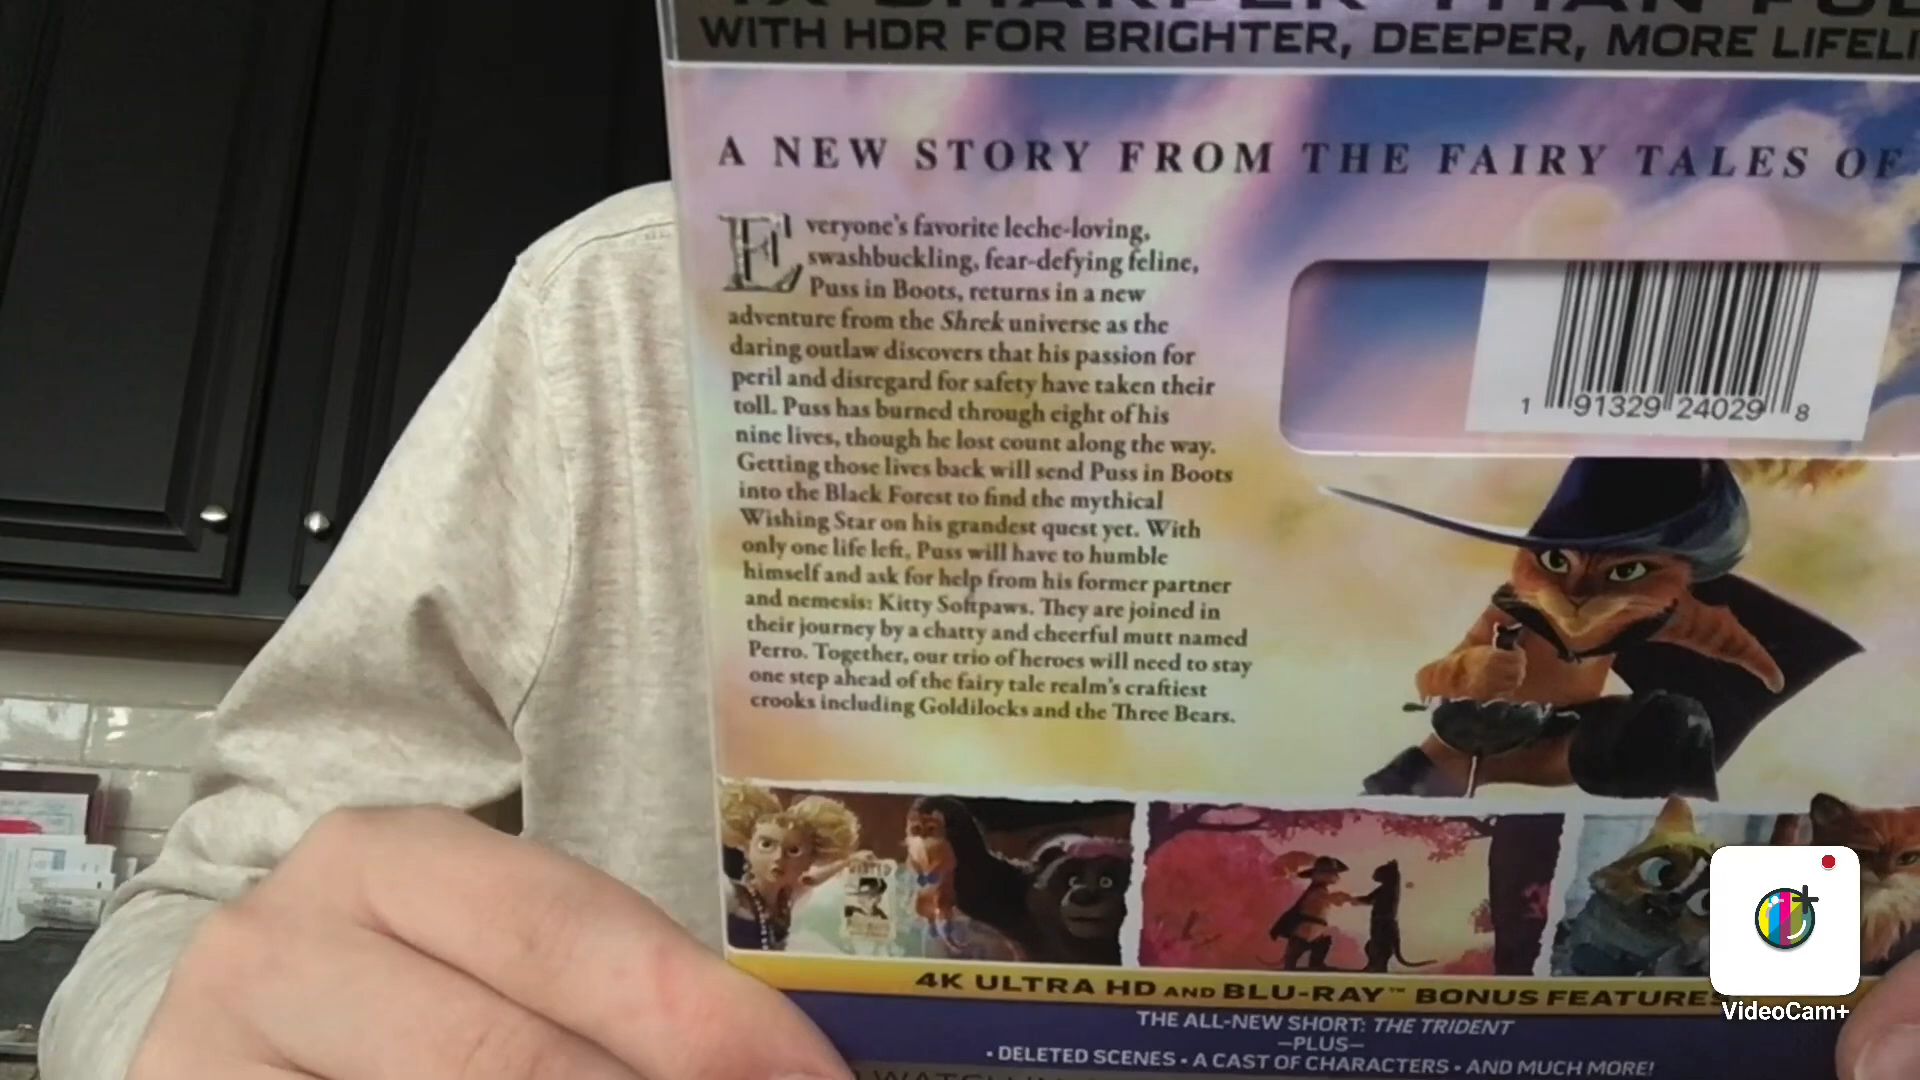 WITH HDR FOR BRIGHTER, DEEPER, MORE
A NEW STORY FROM THE FAIRY TALES OF
Everyone's favorite leche-loving,
swashbuckling, fear-defying feline,
Puss in Boots, returns in a new
adventure from the Shrek universe as the
daring outlaw discovers that his passion for
peril and disregard for safety have taken their
toll. Puss has burned through eight of his
nine lives, though he lost count along the way.
Getting those lives back will send Puss in Boots
into the Black Forest to find the mythical
Wishing Star on his grandest quest yet. With
only one life left, Puss will have to humble
himself and ask for help from his former partner
and nemesis: Kitty Softpaws. They are joined in
their journey by a chatty and cheerful mutt named
Perro. Together, our trio of heroes will need to stay
one step ahead of the fairy tale realm's craftiest
crooks including Goldilocks and the Three Bears.
1 91329 24029 8
WANTED
4K ULTRA HD AND BLU-RAY™ BONUS FEATURES
THE ALL-NEW SHORT: THE TRIDENT
—PLUS—
• DELETED SCENES • A CAST OF CHARACTERS • AND MUCH MORE!
VideoCam+